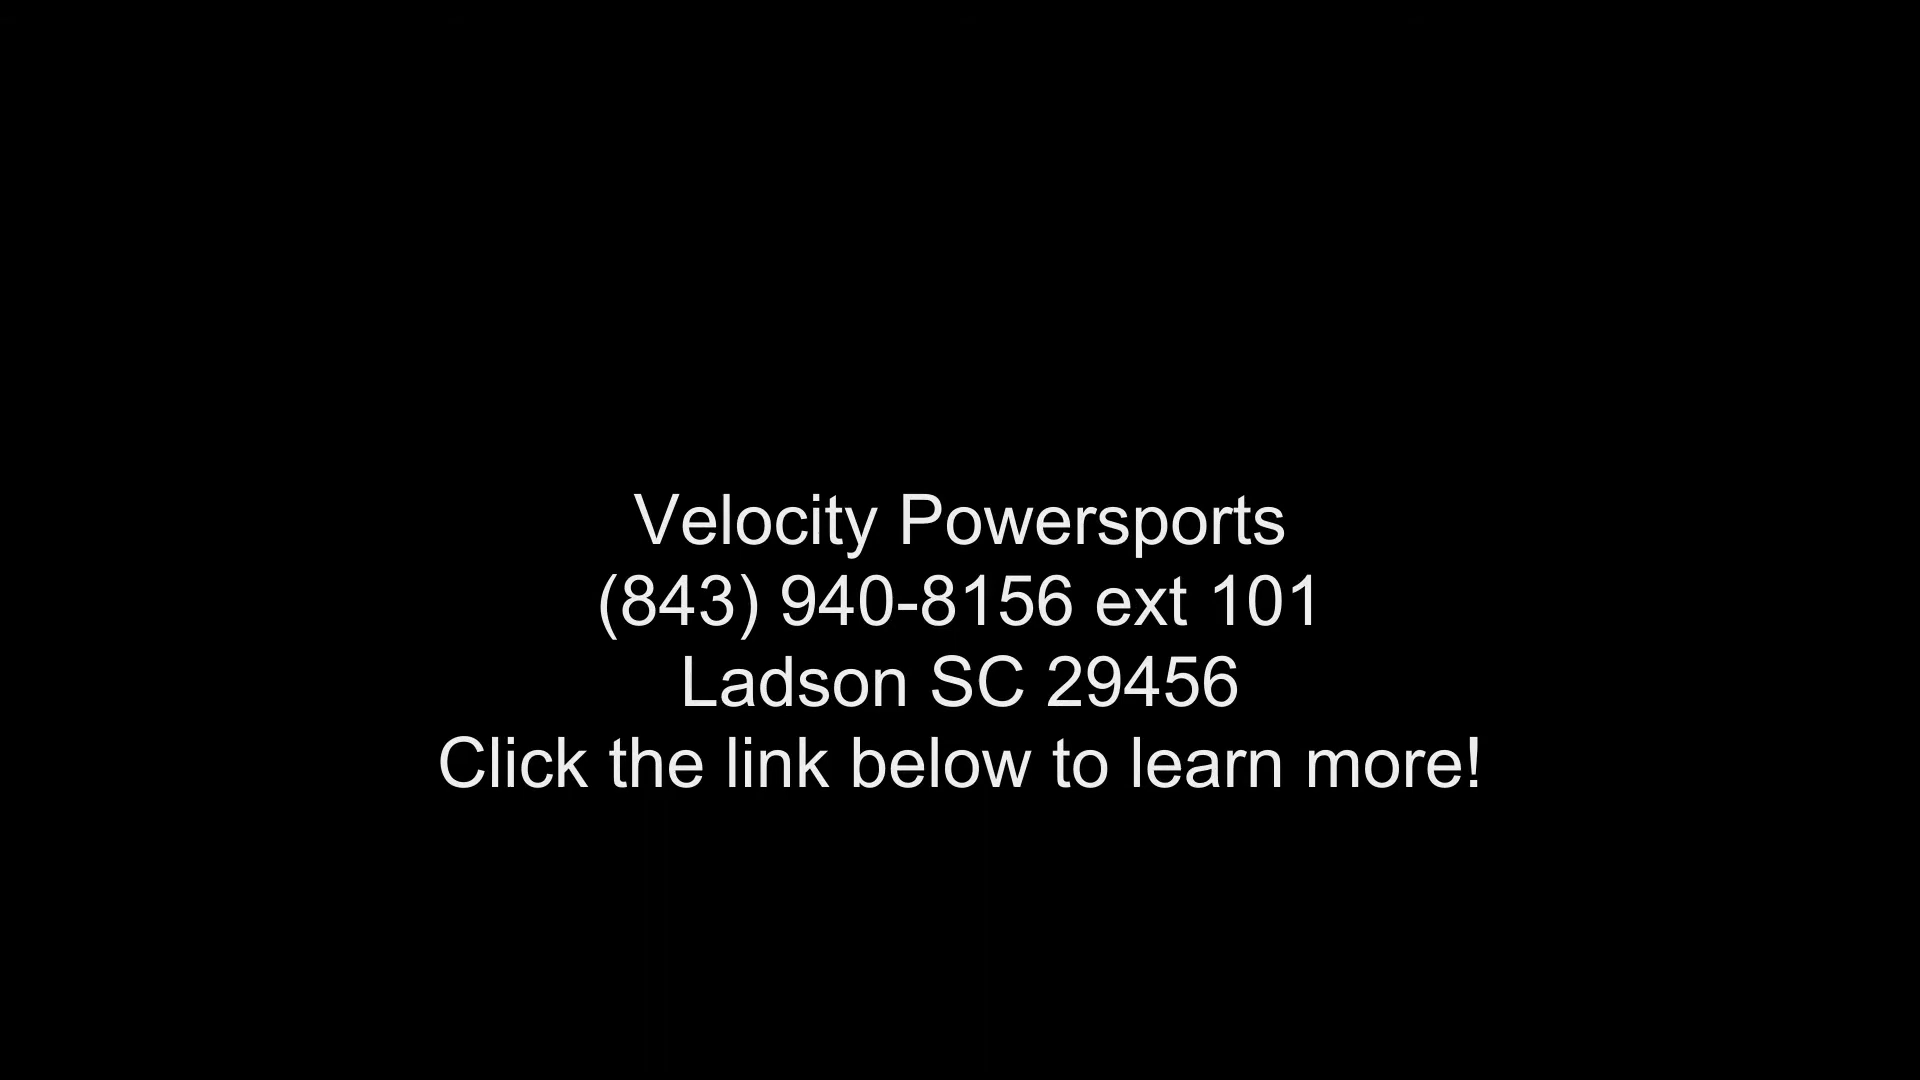 Velocity Powersports
(843) 940-8156 ext 101
Ladson SC 29456
Click the link below to learn more!